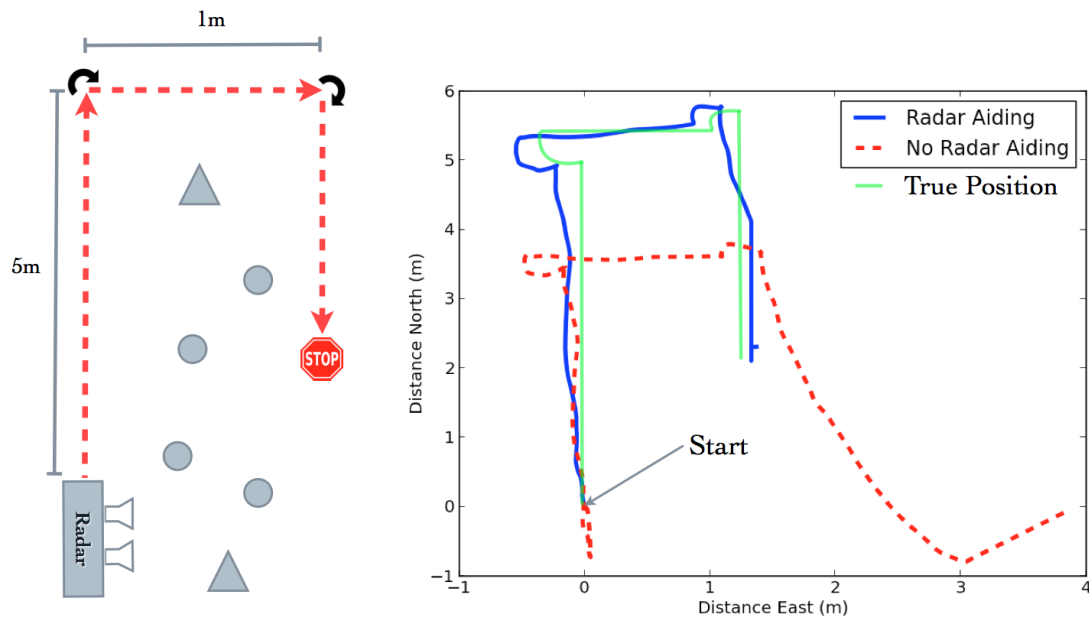 1m
5m
STOP
Radar
Radar Aiding
No Radar Aiding
True Position
Start
6
5
4
3
2
1
0
−1
−1
0
1
2
3
4
Distance North (m)
Distance East (m)